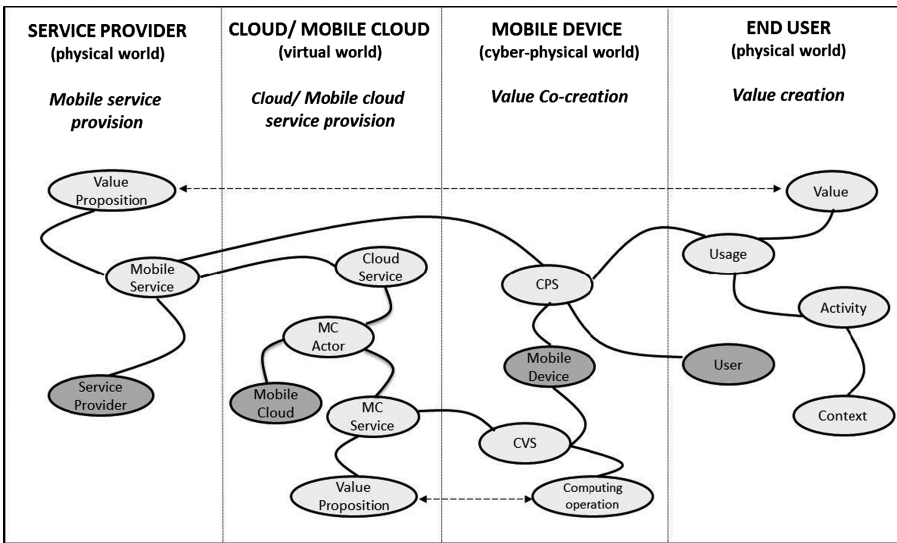 SERVICE PROVIDER
(physical world)
Mobile service
provision
CLOUD/ MOBILE CLOUD
(virtual world)
Cloud/ Mobile cloud
service provision
MOBILE DEVICE
(cyber-physical world)
Value Co-creation
END USER
(physical world)
Value creation
Value
Proposition
Mobile
Service
Service
Provider
Cloud
Service
MC
Actor
Mobile
Cloud
MC
Service
Value
Proposition
CPS
Mobile
Device
CVS
Computing
operation
Value
Usage
Activity
User
Context